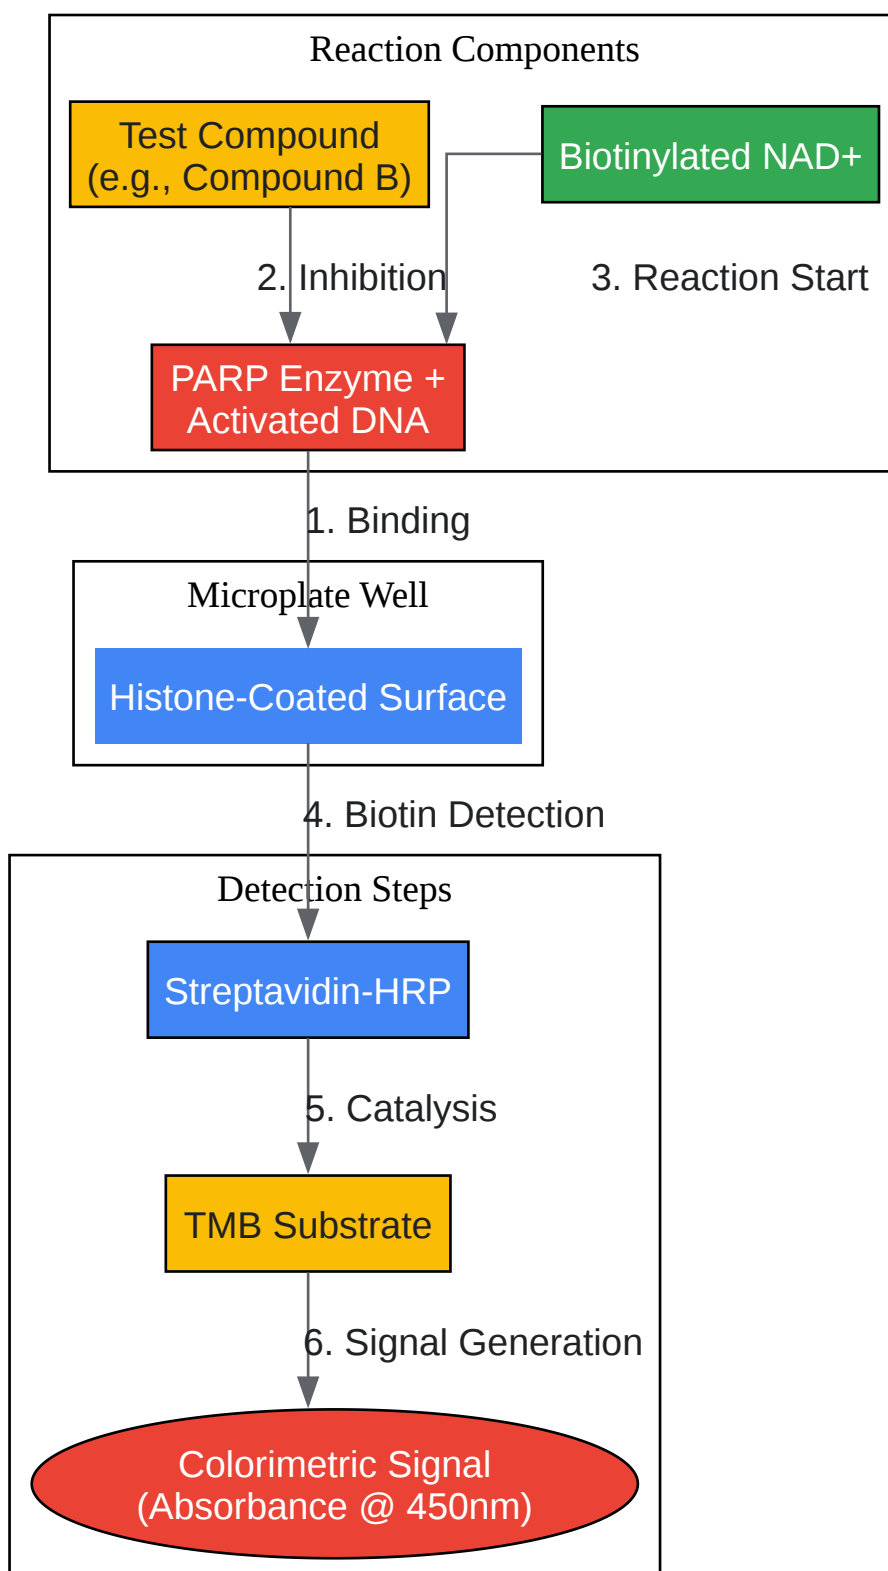 Reaction Components
Test Compound
(e.g., Compound B)
Biotinylated NAD+
2. Inhibition
3. Reaction Start
PARP Enzyme +
Activated DNA
1. Binding
Microplate Well
Histone-Coated Surface
4. Biotin Detection
Detection Steps
Streptavidin-HRP
5. Catalysis
TMB Substrate
6. Signal Generation
Colorimetric Signal
(Absorbance @ 450nm)